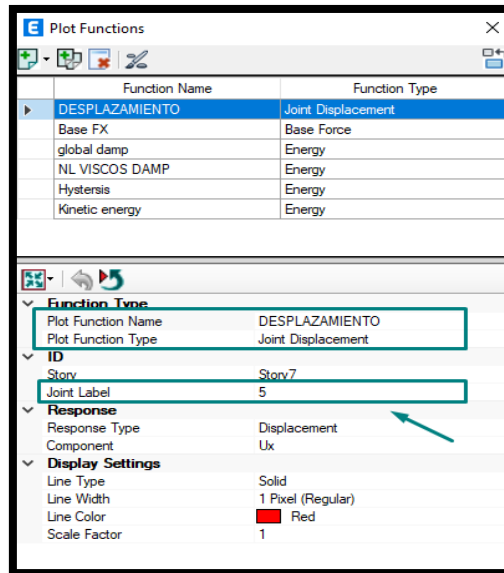 E Plot Functions
Function Name Function Type
DESPLAZAMIENTO Joint Displacement
Base FX Base Force
global damp Energy
NL VISCOS DAMP Energy
Hystersis Energy
Kinetic energy Energy
Function Type
Plot Function Name DESPLAZAMIENTO
Plot Function Type Joint Displacement
ID
Story Story7
Joint Label 5
Response
Response Type Displacement
Component Ux
Display Settings
Line Type Solid
Line Width 1 Pixel (Regular)
Line Color Red
Scale Factor 1